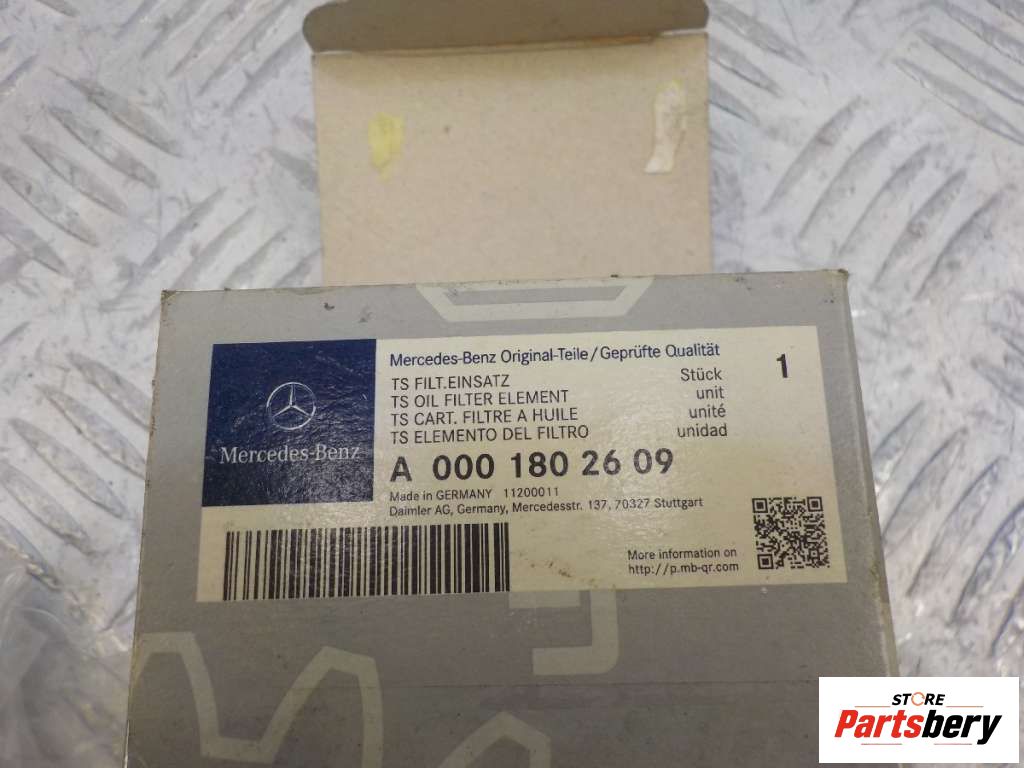 Mercedes-Benz
Mercedes-Benz Original-Teile/Geprüfte Qualität
TS FILT.EINSATZ
TS OIL FILTER ELEMENT
TS CART. FILTRE A HUILE
TS ELEMENTO DEL FILTRO
Stück
unit
unité
unidad
1
A 000 180 26 09
Made in GERMANY 11200011
Daimler AG, Germany, Mercedesstr. 137, 70327 Stuttgart
More information on
http://p.mb-qr.com
STORE
Partsbery